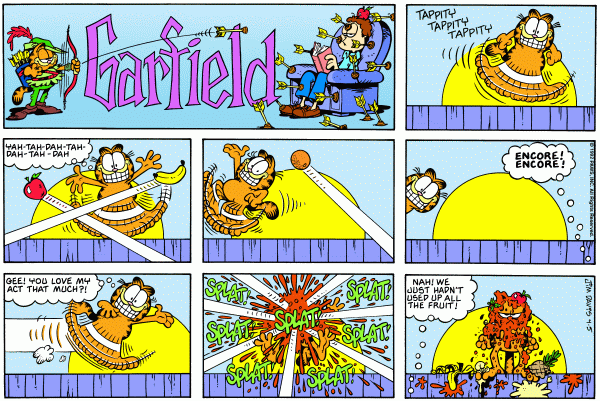 Garfield
TAPPITY
TAPPITY
TAPPITY
YAH-TAH-DAH-TAH-
DAH-TAH-DAH
ENCORE!
ENCORE!
GEE! YOU LOVE MY
ACT THAT MUCH?!
SPLAT!
SPLAT!
SPLAT!
SPLAT!
SPLAT!
SPLAT!
SPLAT!
NAH! WE
JUST HADN'T
USED UP ALL
THE FRUIT!
JIM DAVIS 4-5